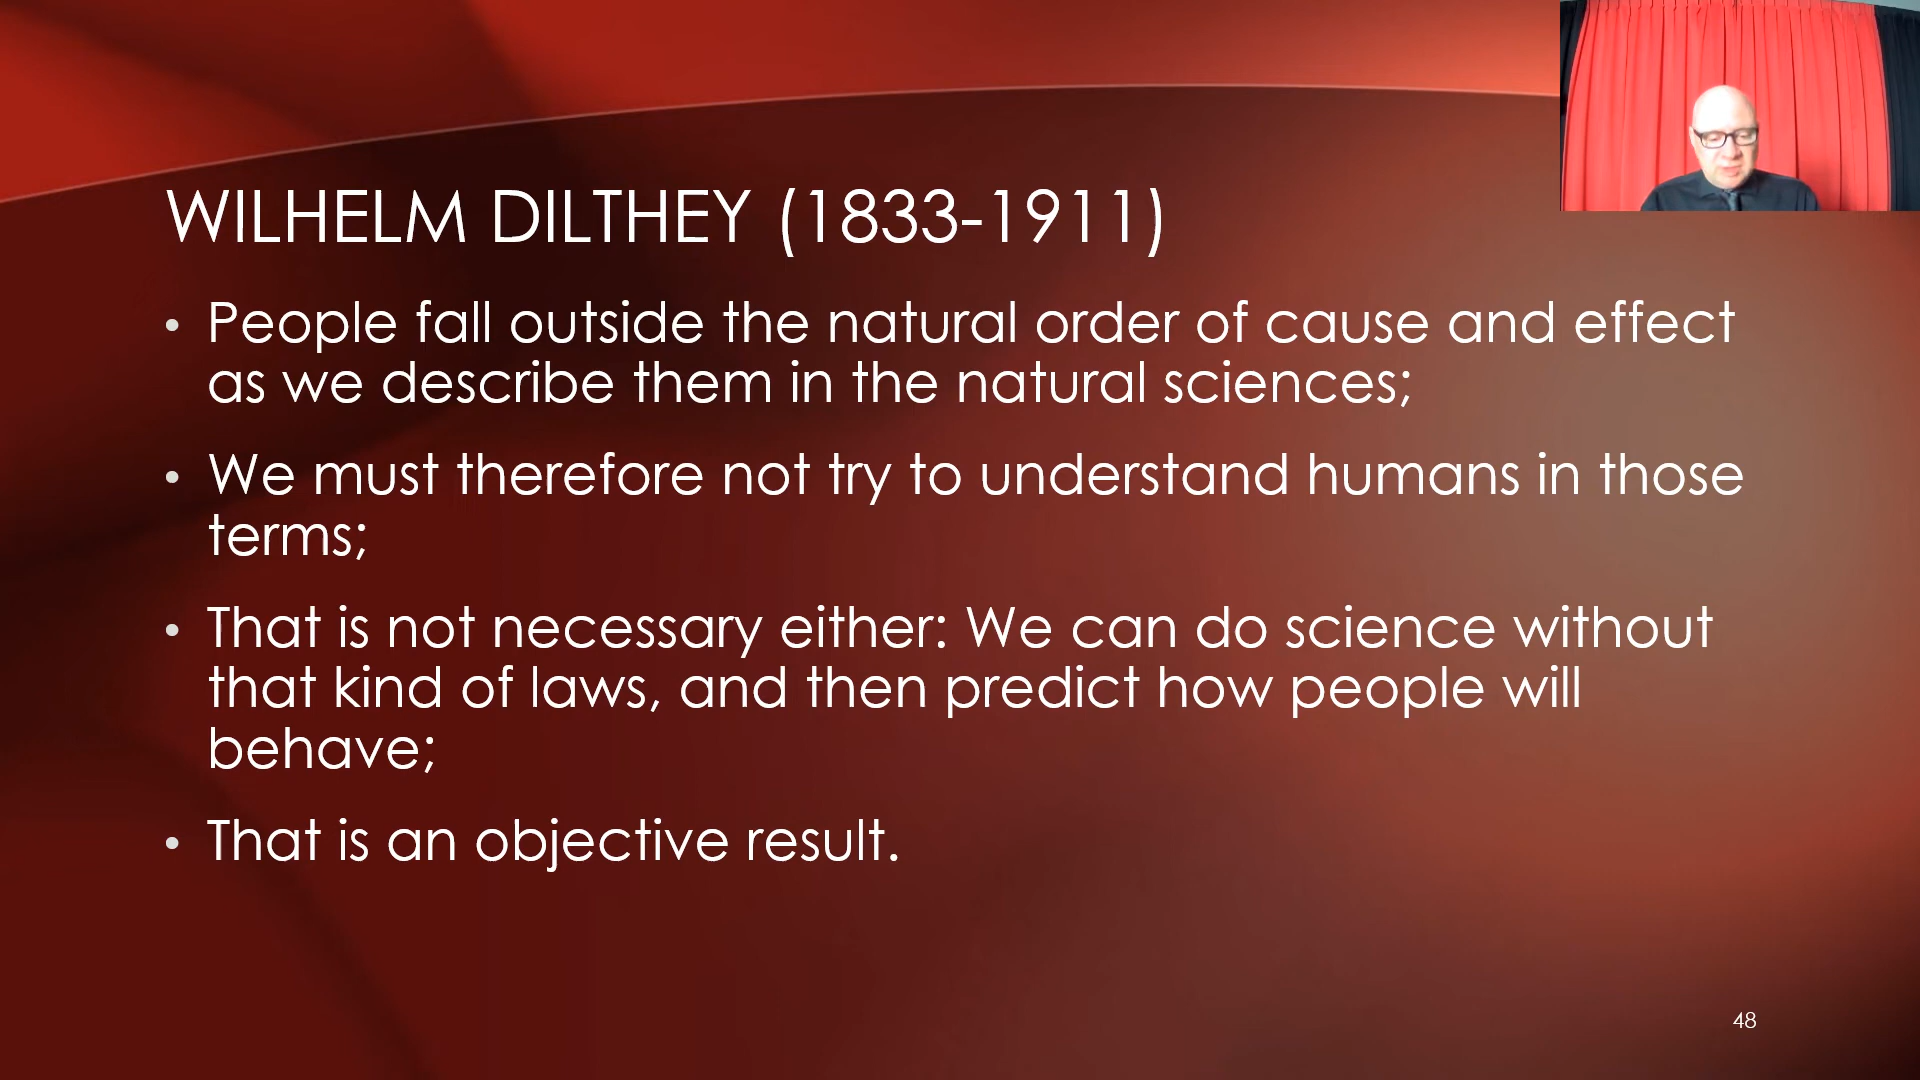 WILHELM DILTHEY (1833-1911)
• People fall outside the natural order of cause and effect
as we describe them in the natural sciences;
• We must therefore not try to understand humans in those
terms;
• That is not necessary either: We can do science without
that kind of laws, and then predict how people will
behave;
• That is an objective result.
48